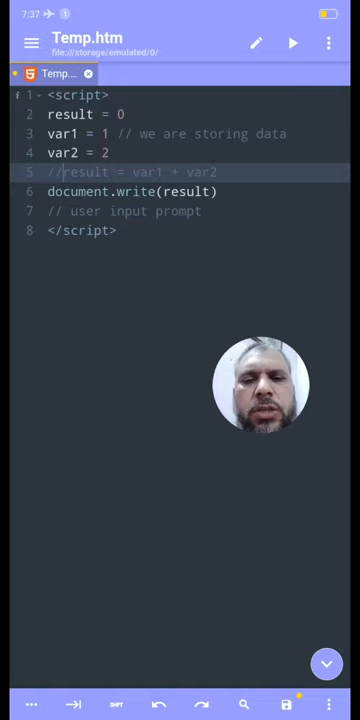 7:37 1
Temp.htm
file:///storage/emulated/0/
Temp....
i 1 <script>
2 result = 0
3 var1 = 1 // we are storing data
4 var2 = 2
5 //result = var1 + var2
6 document.write(result)
7 // user input prompt
8 </script>
SHIFT